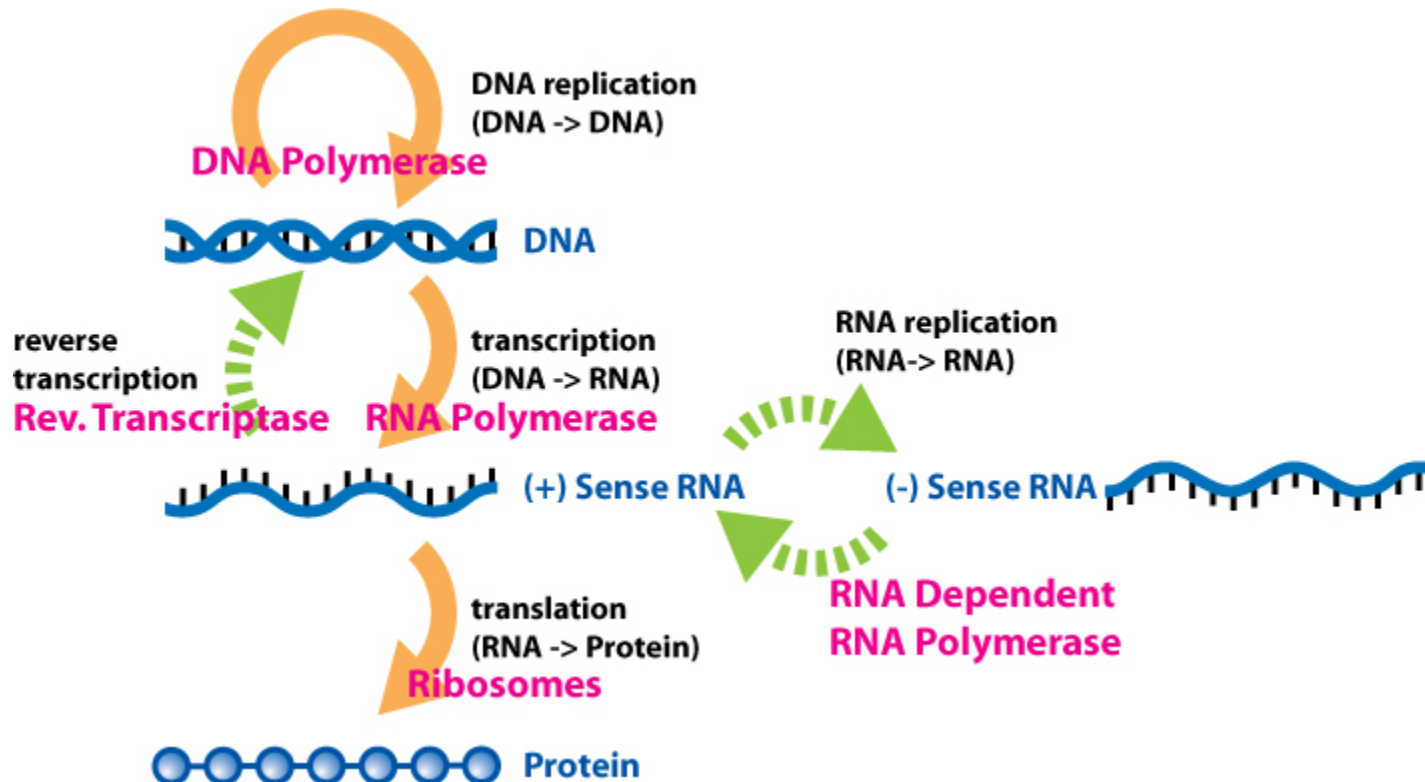 DNA replication
(DNA -> DNA)
DNA Polymerase
DNA
reverse
transcription
Rev. Transcriptase
transcription
(DNA -> RNA)
RNA Polymerase
RNA replication
(RNA-> RNA)
(+) Sense RNA
(-) Sense RNA
RNA Dependent
RNA Polymerase
translation
(RNA -> Protein)
Ribosomes
Protein